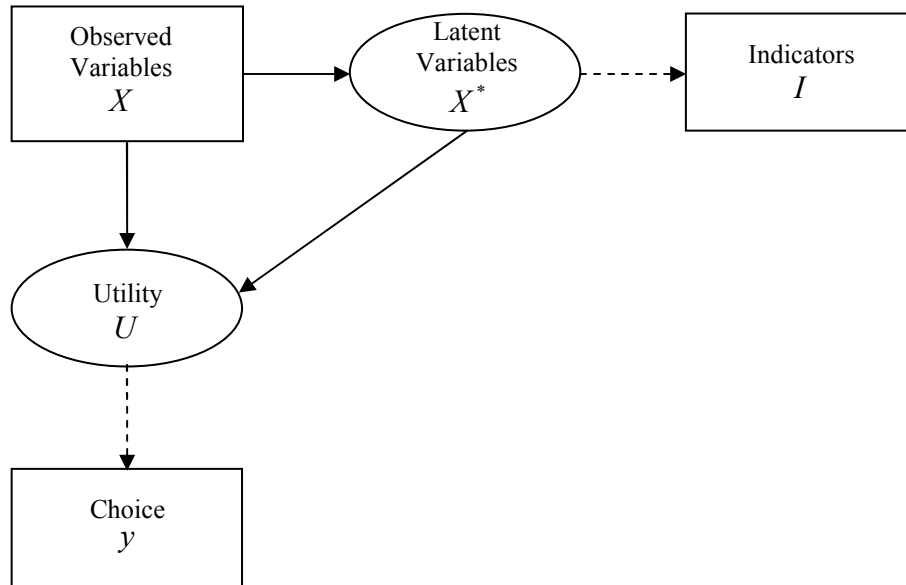 Observed
Variables
X
Latent
Variables
X*
Indicators
I
Utility
U
Choice
y